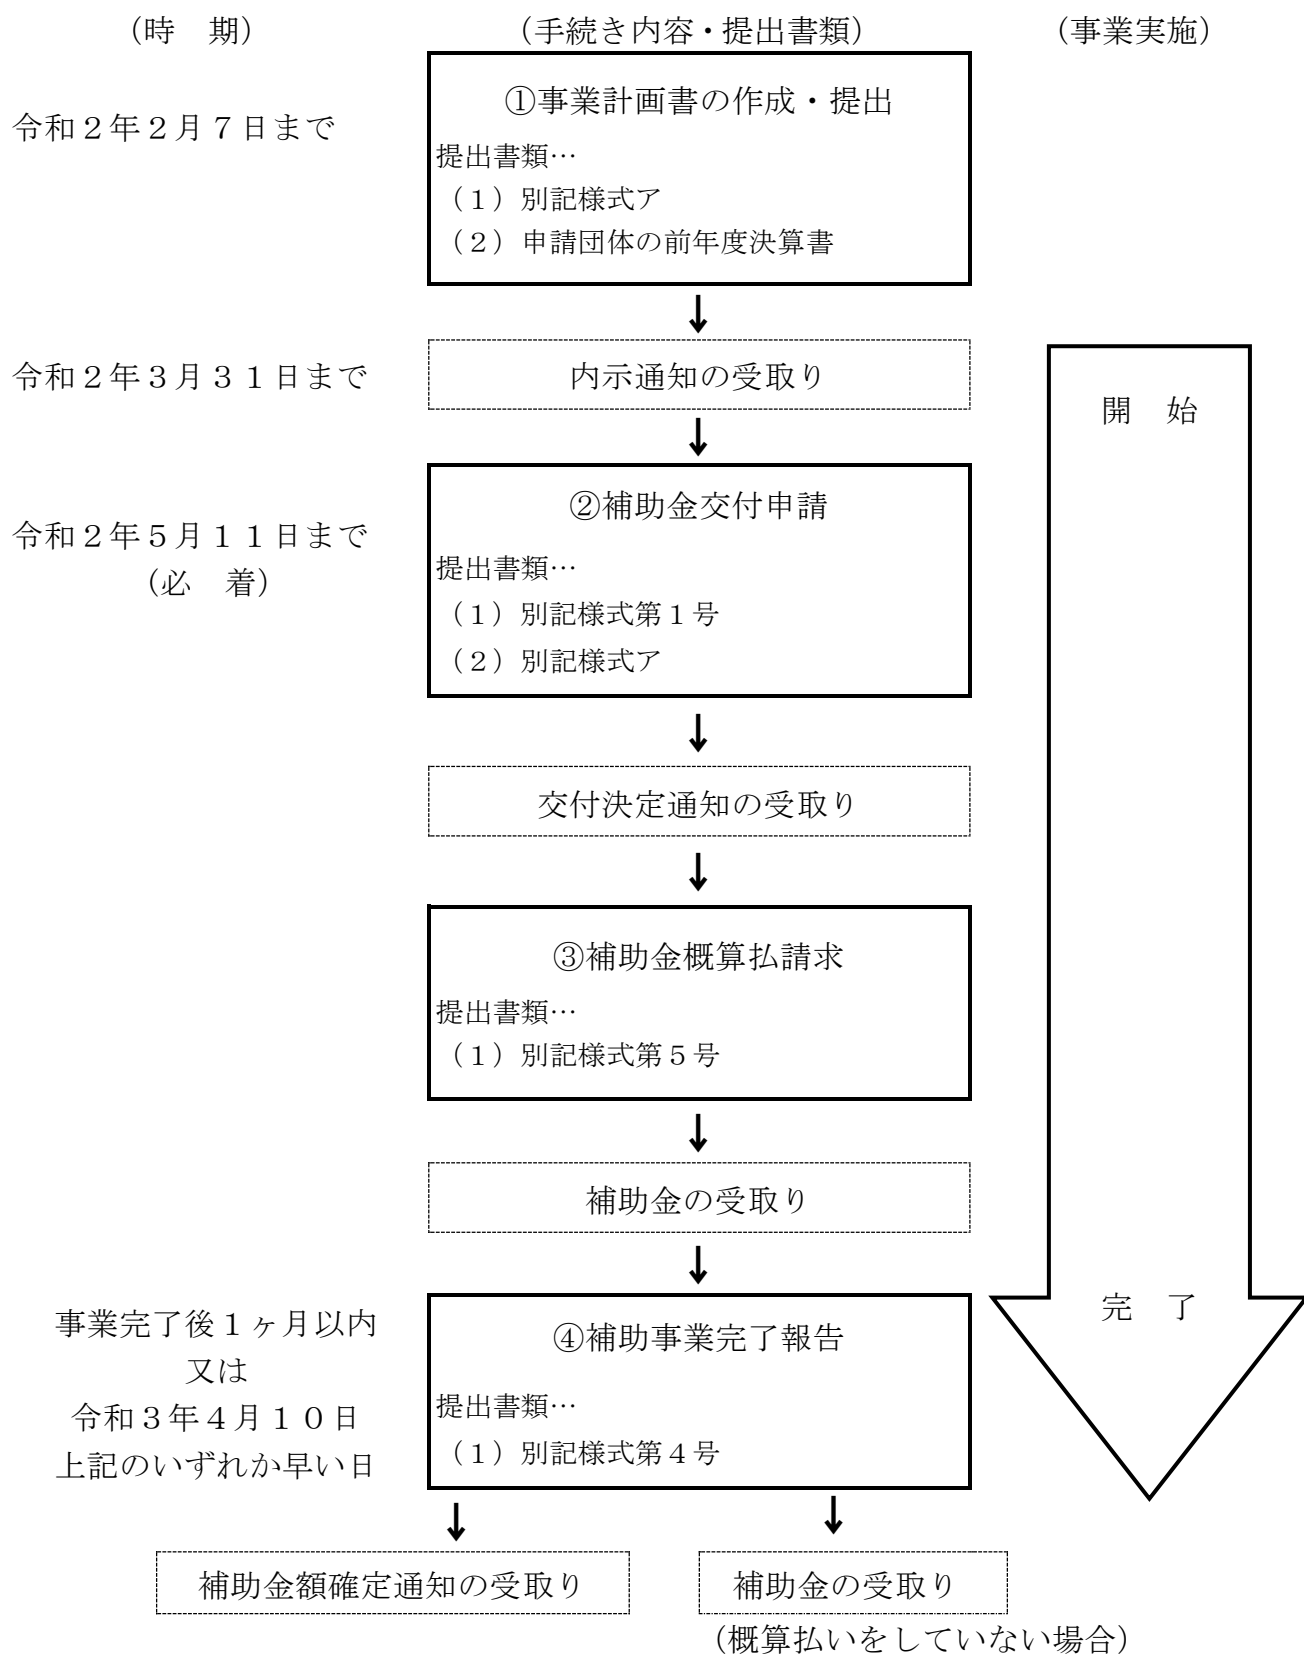 （時　期）
（手続き内容・提出書類）
（事業実施）
令和２年２月７日まで
①事業計画書の作成・提出
提出書類…
（１）別記様式ア
（２）申請団体の前年度決算書
令和２年３月３１日まで
内示通知の受取り
開　始
令和２年５月１１日まで
（必　着）
②補助金交付申請
提出書類…
（１）別記様式第１号
（２）別記様式ア
交付決定通知の受取り
③補助金概算払請求
提出書類…
（１）別記様式第５号
補助金の受取り
完　了
事業完了後１ヶ月以内
又は
令和３年４月１０日
上記のいずれか早い日
④補助事業完了報告
提出書類…
（１）別記様式第４号
補助金額確定通知の受取り
補助金の受取り
（概算払いをしていない場合）